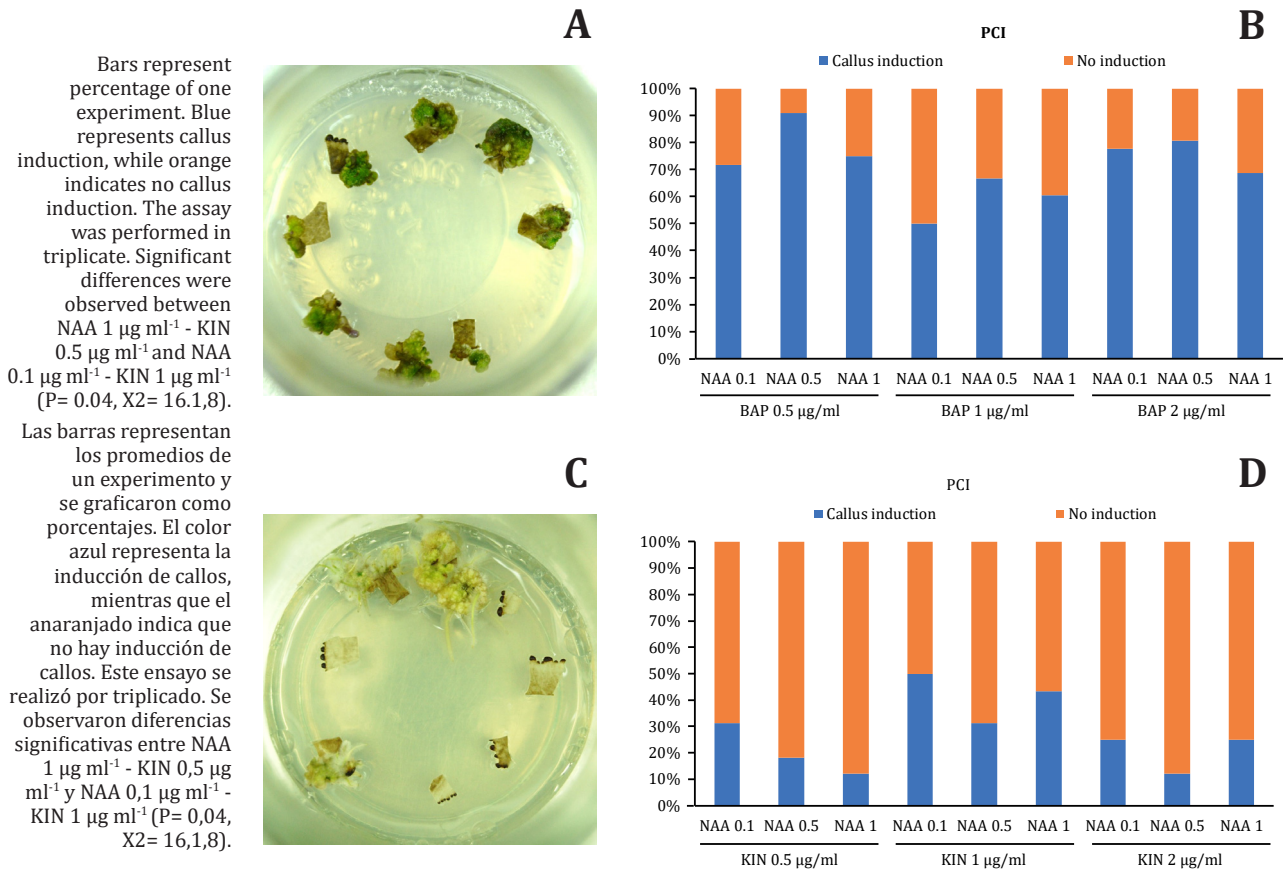 Bars represent
percentage of one
experiment. Blue
represents callus
induction, while orange
indicates no callus
induction. The assay
was performed in
triplicate. Significant
differences were
observed between
NAA 1 µg ml⁻¹ - KIN
0.5 µg ml⁻¹ and NAA
0.1 µg ml⁻¹ - KIN 1 µg ml⁻¹
(P= 0.04, X2= 16.1,8).
Las barras representan
los promedios de
un experimento y
se graficaron como
porcentajes. El color
azul representa la
inducción de callos,
mientras que el
anaranjado indica que
no hay inducción de
callos. Este ensayo se
realizó por triplicado. Se
observaron diferencias
significativas entre NAA
1 µg ml⁻¹ - KIN 0,5 µg
ml⁻¹ y NAA 0,1 µg ml⁻¹ -
KIN 1 µg ml⁻¹ (P= 0,04,
X2= 16,1,8).
A
B
PCI
Callus induction No induction
100%
90%
80%
70%
60%
50%
40%
30%
20%
10%
0%
NAA 0.1 NAA 0.5 NAA 1 NAA 0.1 NAA 0.5 NAA 1 NAA 0.1 NAA 0.5 NAA 1
BAP 0.5 µg/ml BAP 1 µg/ml BAP 2 µg/ml
C
D
PCI
Callus induction No induction
100%
90%
80%
70%
60%
50%
40%
30%
20%
10%
0%
NAA 0.1 NAA 0.5 NAA 1 NAA 0.1 NAA 0.5 NAA 1 NAA 0.1 NAA 0.5 NAA 1
KIN 0.5 µg/ml KIN 1 µg/ml KIN 2 µg/ml